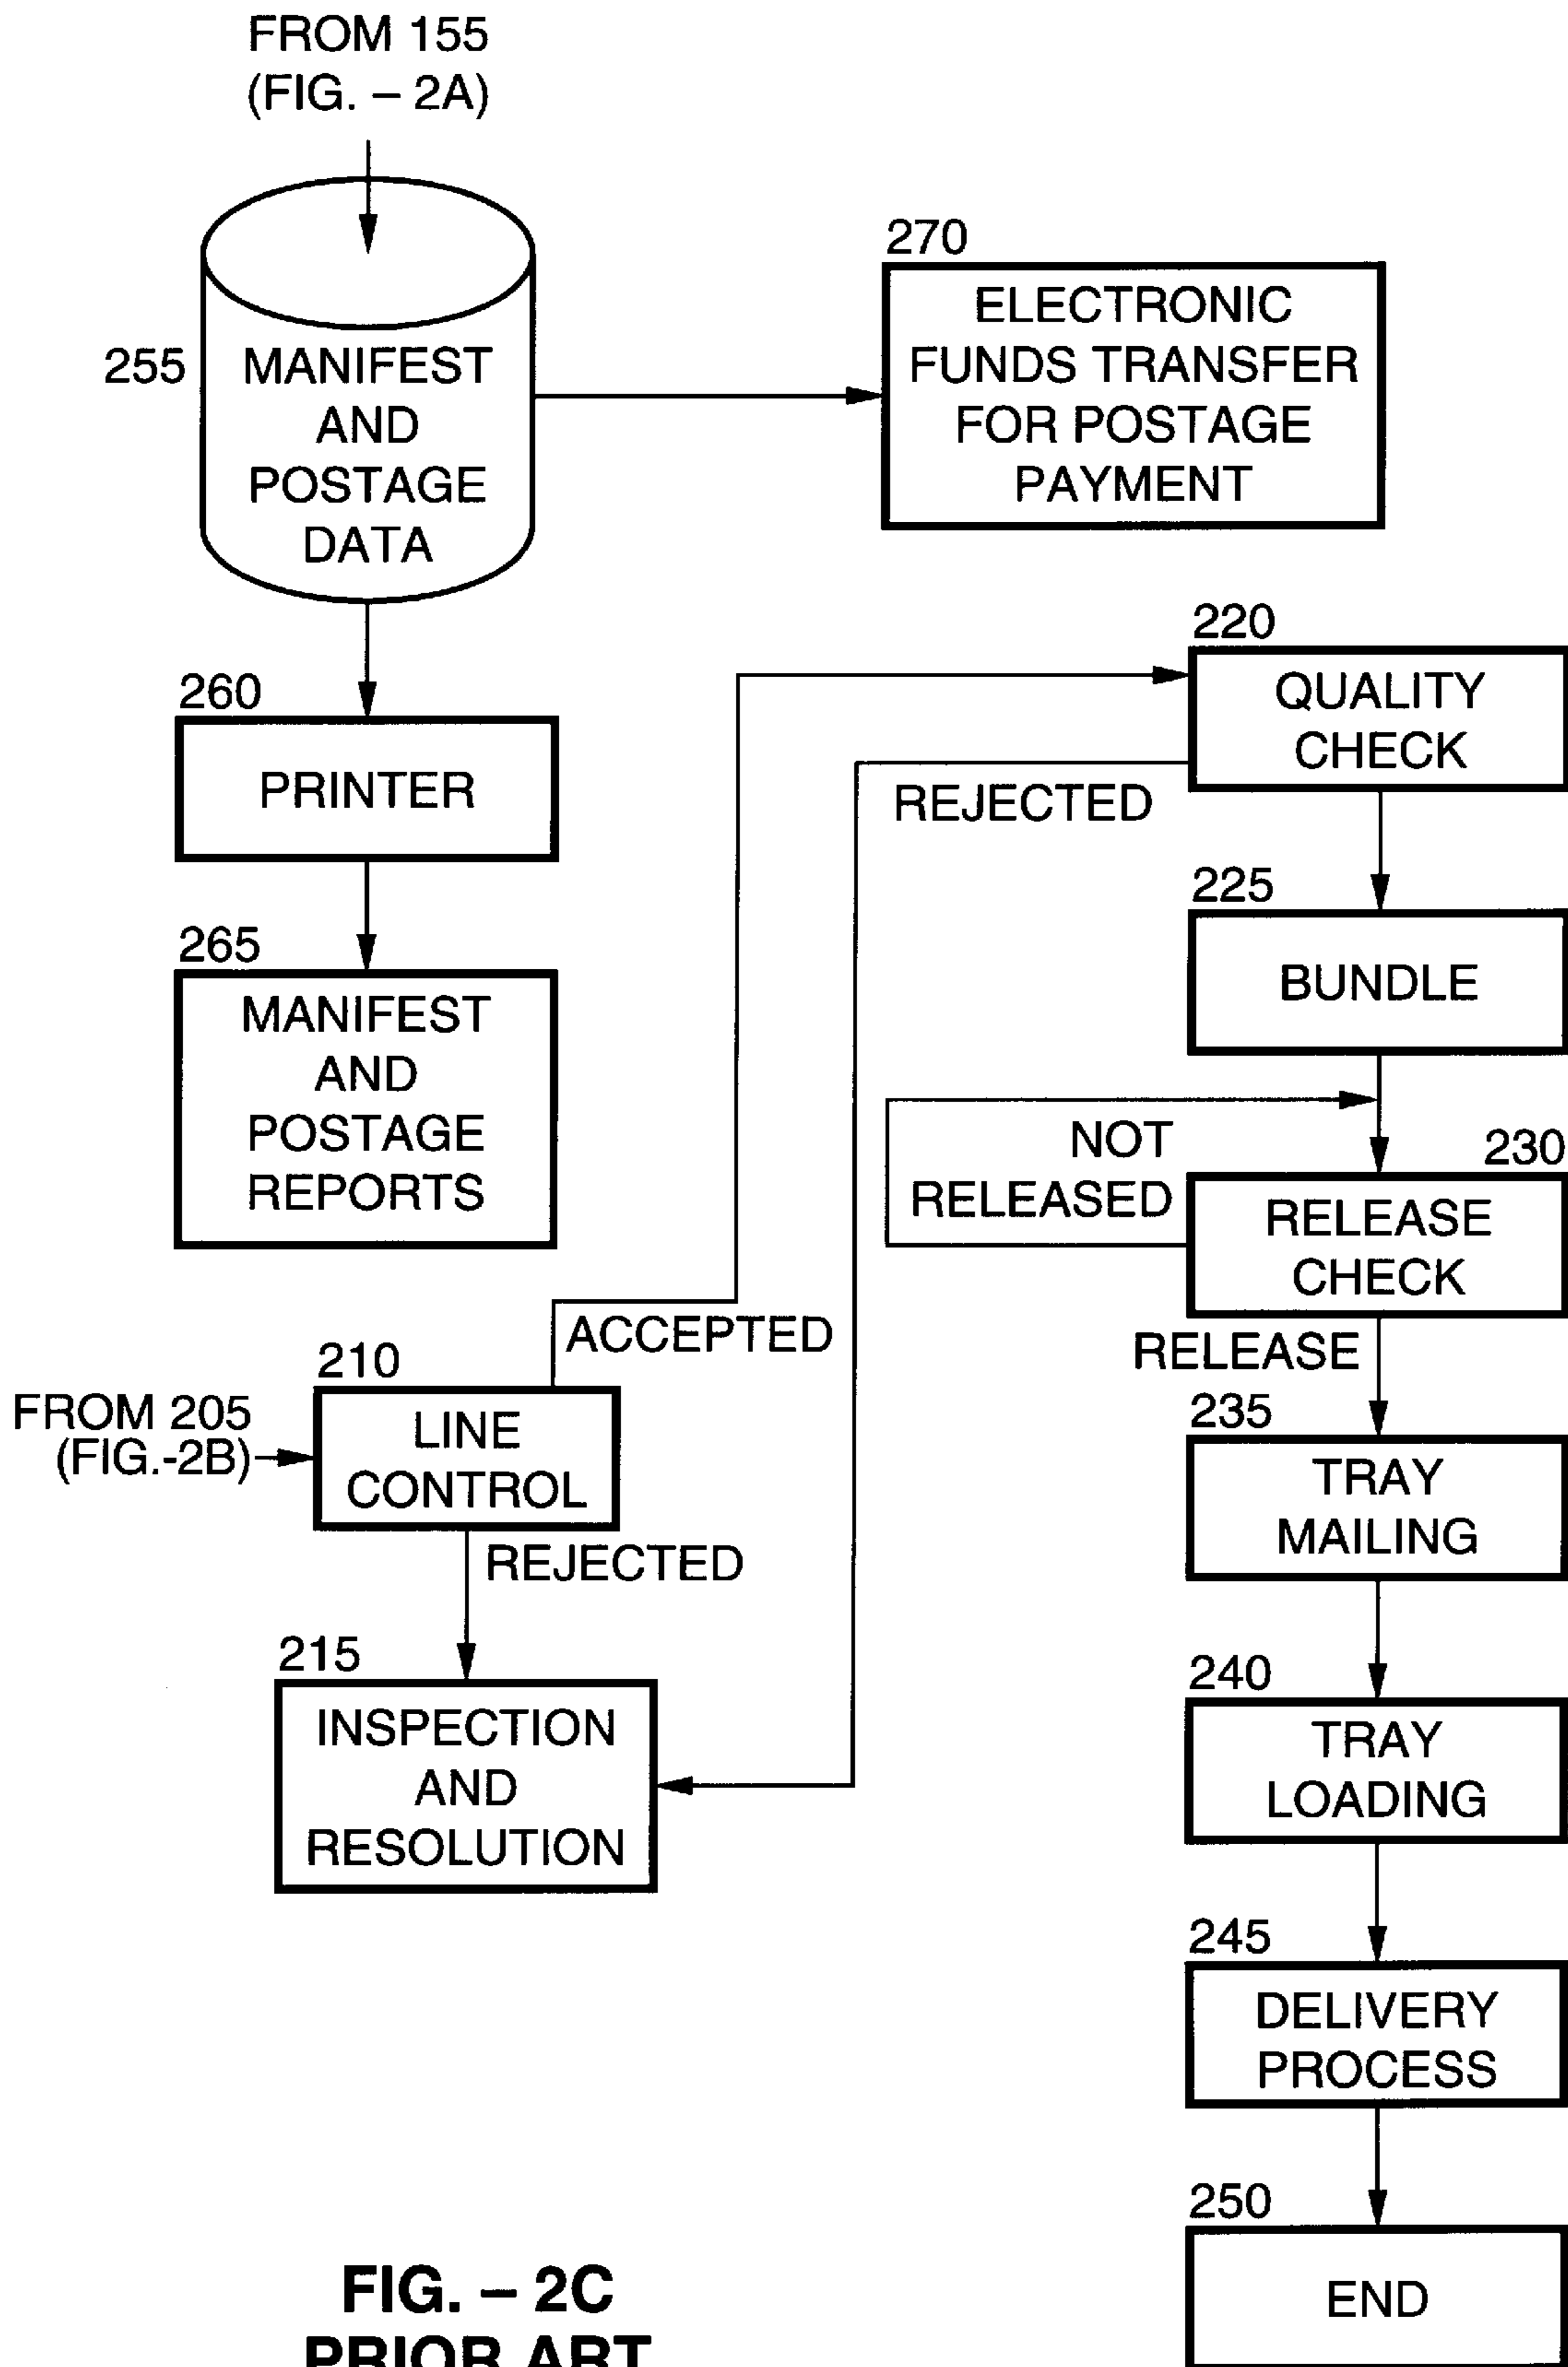 FROM 155
(FIG. – 2A)
255
MANIFEST
AND
POSTAGE
DATA
270
ELECTRONIC
FUNDS TRANSFER
FOR POSTAGE
PAYMENT
260
PRINTER
265
MANIFEST
AND
POSTAGE
REPORTS
220
QUALITY
CHECK
REJECTED
225
BUNDLE
NOT
RELEASED
230
RELEASE
CHECK
RELEASE
ACCEPTED
210
FROM 205
(FIG.-2B)
LINE
CONTROL
REJECTED
215
INSPECTION
AND
RESOLUTION
235
TRAY
MAILING
240
TRAY
LOADING
245
DELIVERY
PROCESS
250
END
FIG. – 2C
PRIOR ART